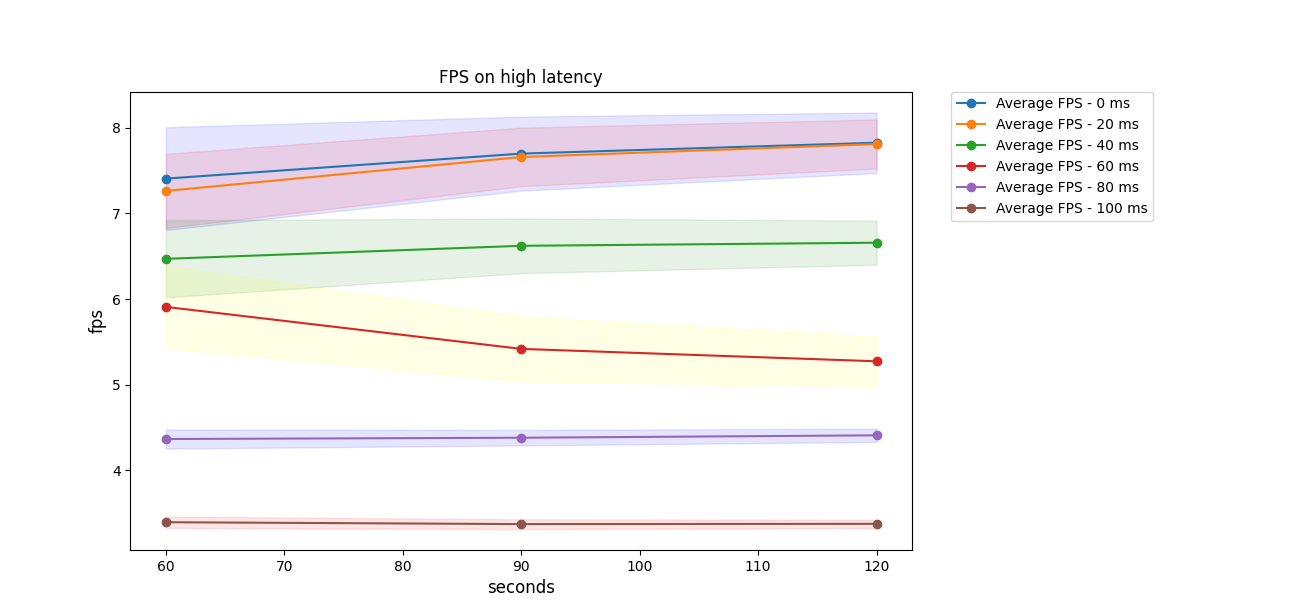 FPS on high latency
8
7
6
5
4
fps
60 70 80 90 100 110 120
seconds
Average FPS - 0 ms
Average FPS - 20 ms
Average FPS - 40 ms
Average FPS - 60 ms
Average FPS - 80 ms
Average FPS - 100 ms